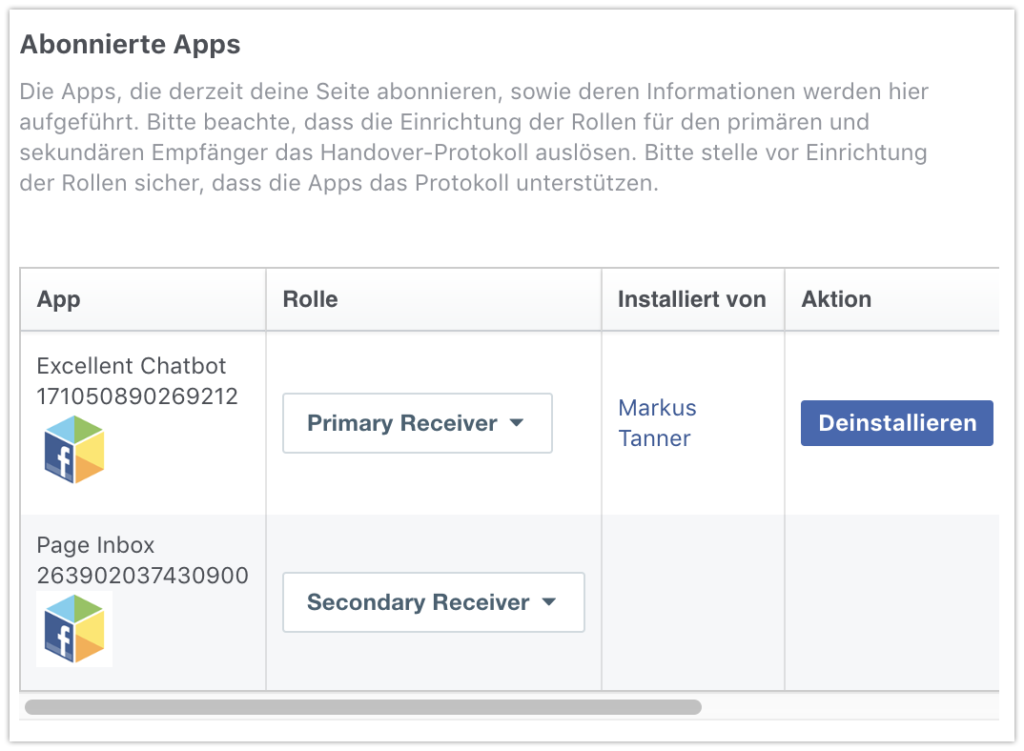 Abonnierte Apps
Die Apps, die derzeit deine Seite abonnieren, sowie deren Informationen werden hier
aufgeführt. Bitte beachte, dass die Einrichtung der Rollen für den primären und
sekundären Empfänger das Handover-Protokoll auslösen. Bitte stelle vor Einrichtung
der Rollen sicher, dass die Apps das Protokoll unterstützen.
App Rolle Installiert von Aktion
Excellent Chatbot
171050890269212
Primary Receiver
Markus
Tanner
Deinstallieren
Page Inbox
263902037430900
Secondary Receiver